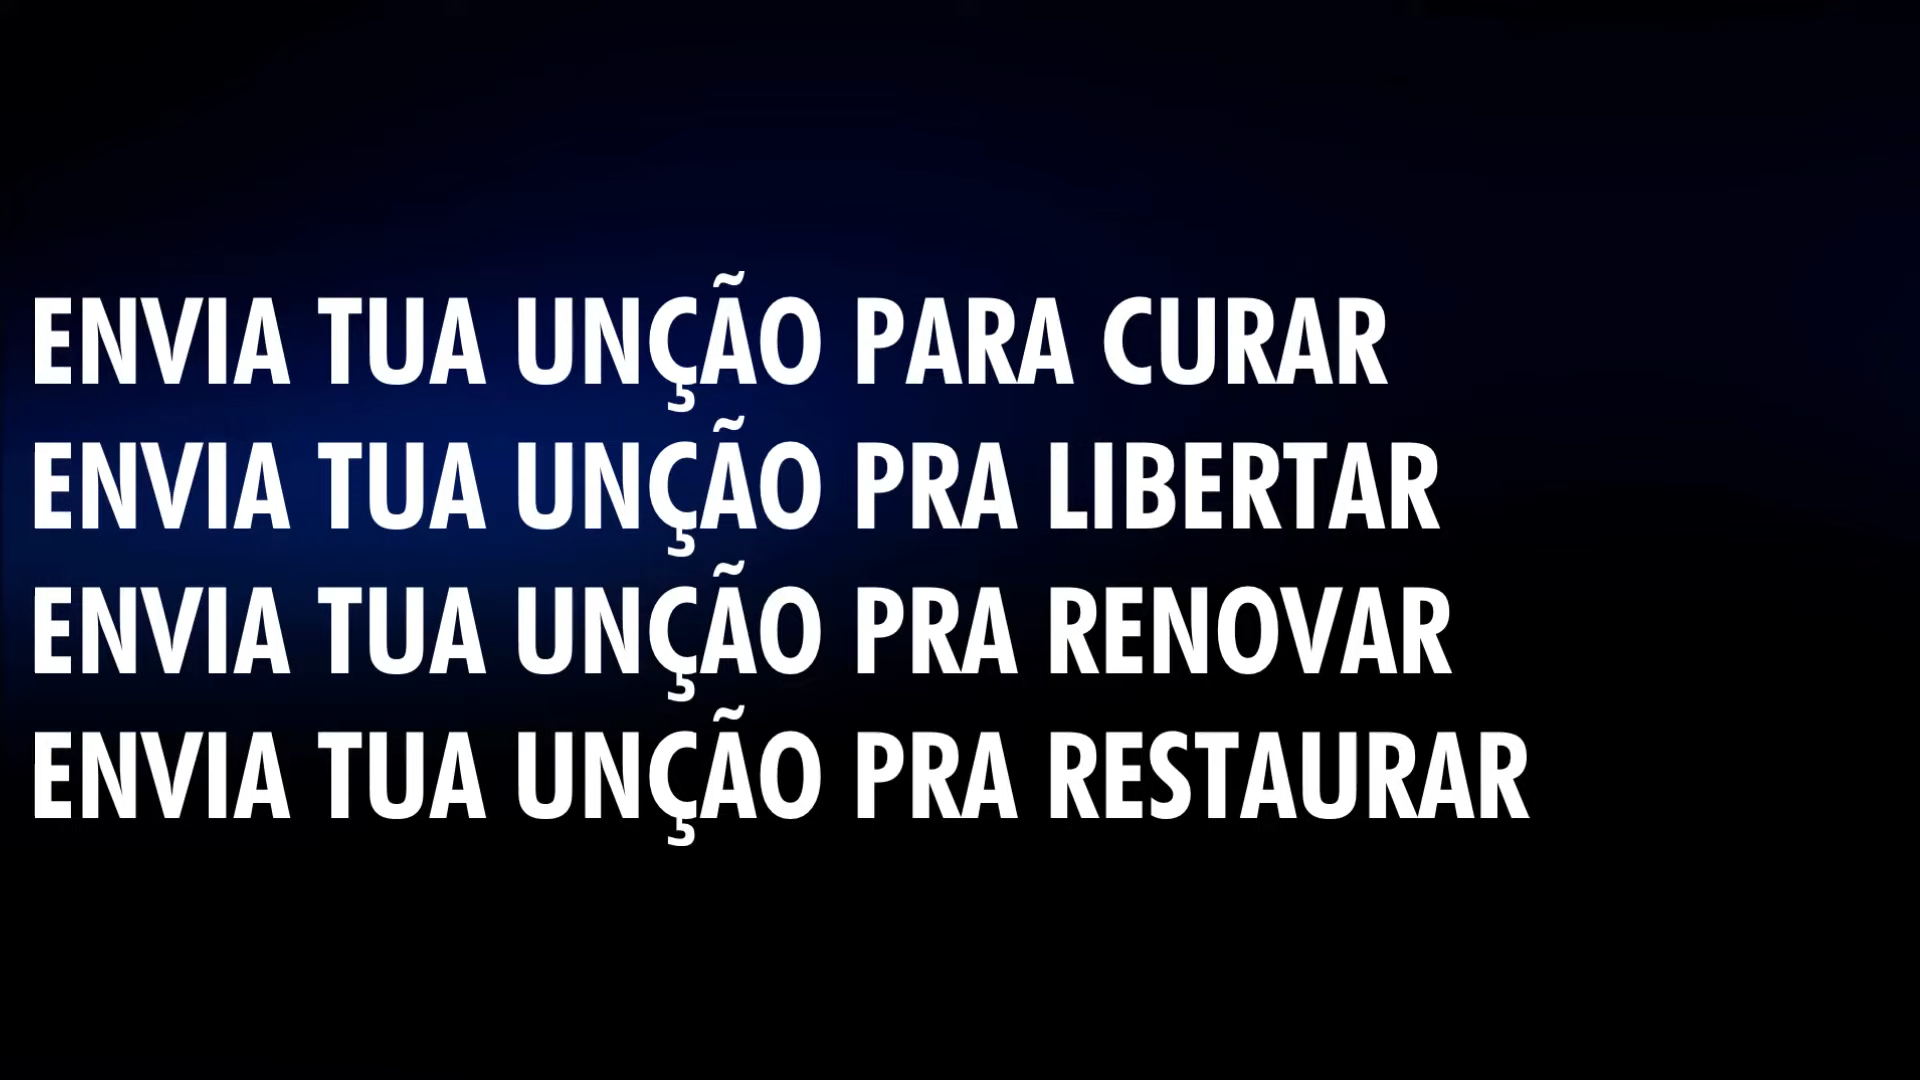 ENVIA TUA UNÇÃO PARA CURAR
ENVIA TUA UNÇÃO PRA LIBERTAR
ENVIA TUA UNÇÃO PRA RENOVAR
ENVIA TUA UNÇÃO PRA RESTAURAR